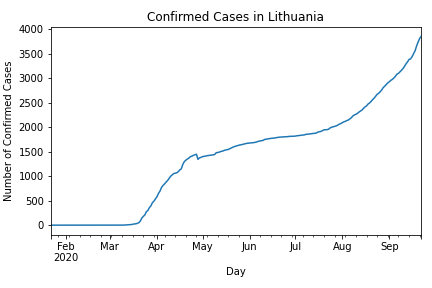 Confirmed Cases in Lithuania
Number of Confirmed Cases
4000
3500
3000
2500
2000
1500
1000
500
0
Feb Mar Apr May Jun Jul Aug Sep
2020
Day